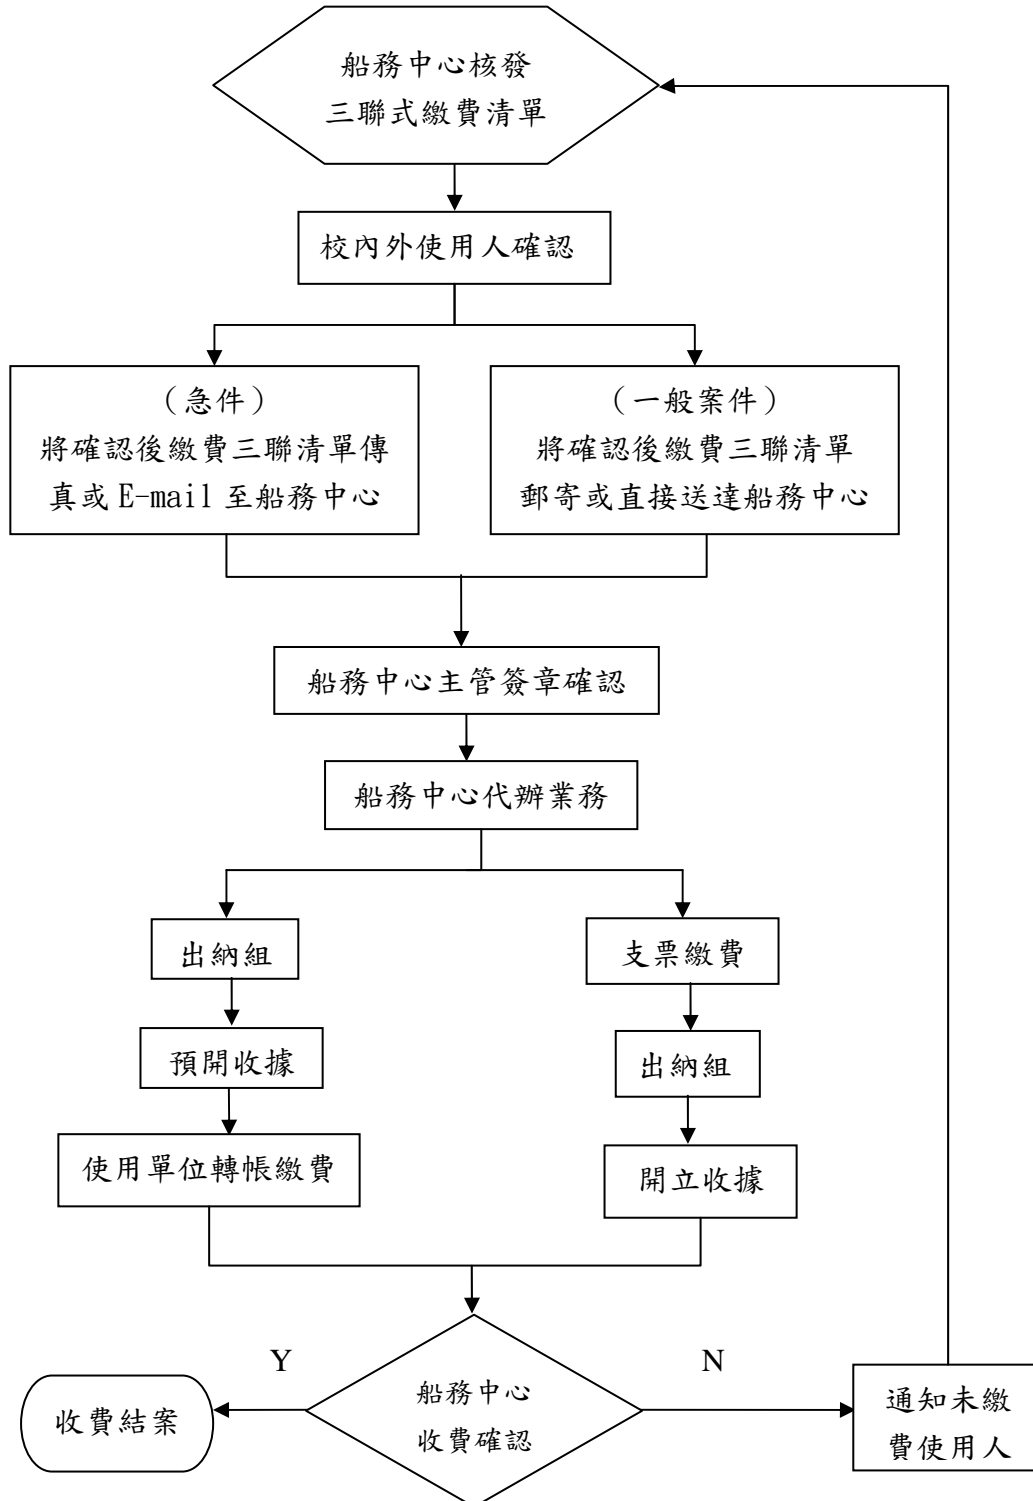 船務中心核發
三聯式繳費清單
校內外使用人確認
（急件）
將確認後繳費三聯清單傳
真或 E-mail 至船務中心
（一般案件）
將確認後繳費三聯清單
郵寄或直接送達船務中心
船務中心主管簽章確認
船務中心代辦業務
出納組
預開收據
使用單位轉帳繳費
支票繳費
出納組
開立收據
船務中心
收費確認
Y
收費結案
N
通知未繳
費使用人